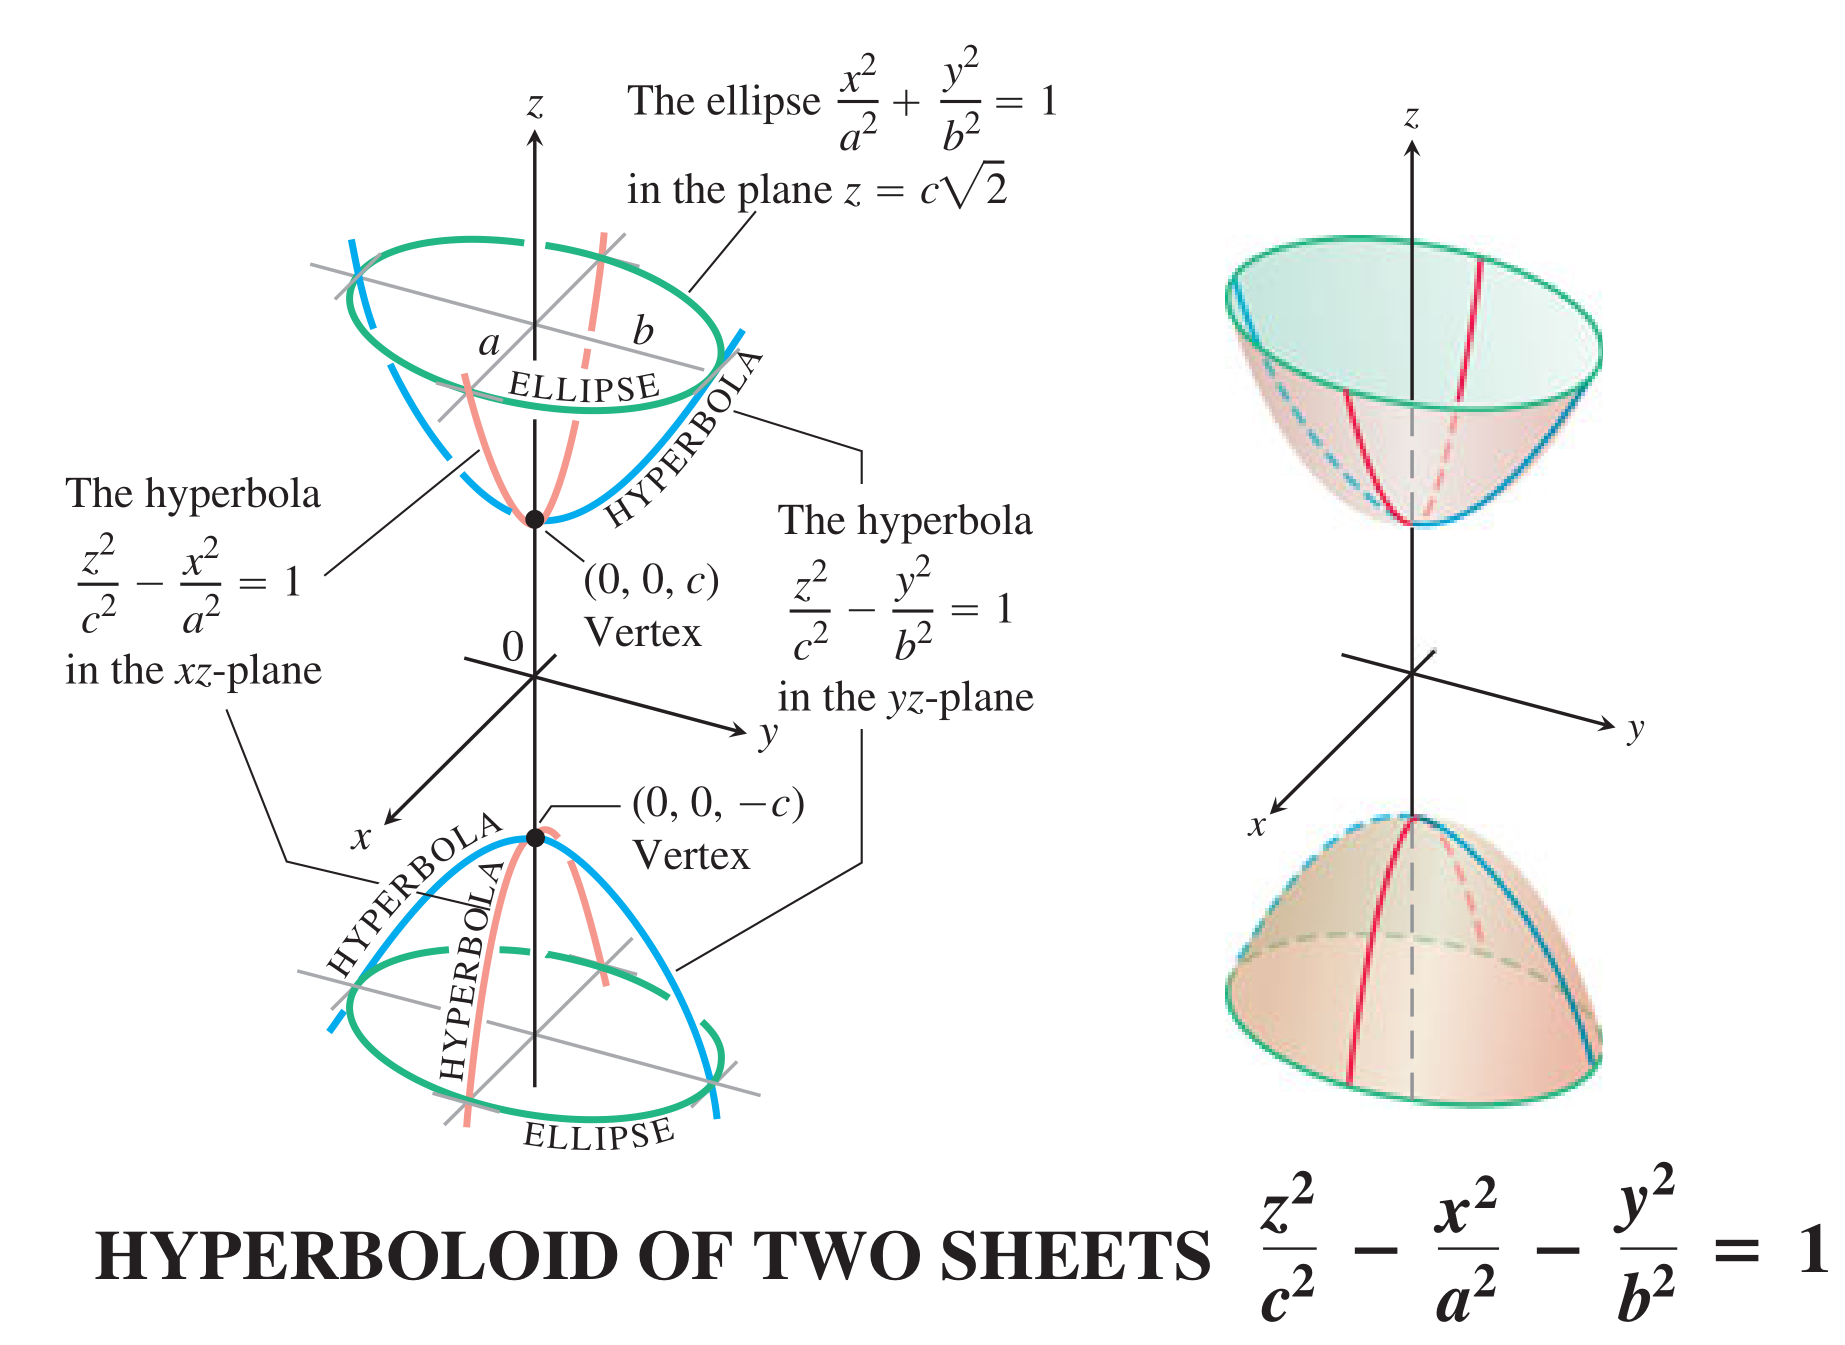 z
The ellipse x²/a² + y²/b² = 1
in the plane z = c√2
z
a
b
ELLIPSE
HYPERBOLA
The hyperbola
z²/c² − x²/a² = 1
in the xz-plane
The hyperbola
z²/c² − y²/b² = 1
in the yz-plane
(0, 0, c)
Vertex
0
y
x
y
x
(0, 0, −c)
Vertex
HYPERBOLA
HYPERBOLA
ELLIPSE
HYPERBOLOID OF TWO SHEETS z²/c² − x²/a² − y²/b² = 1